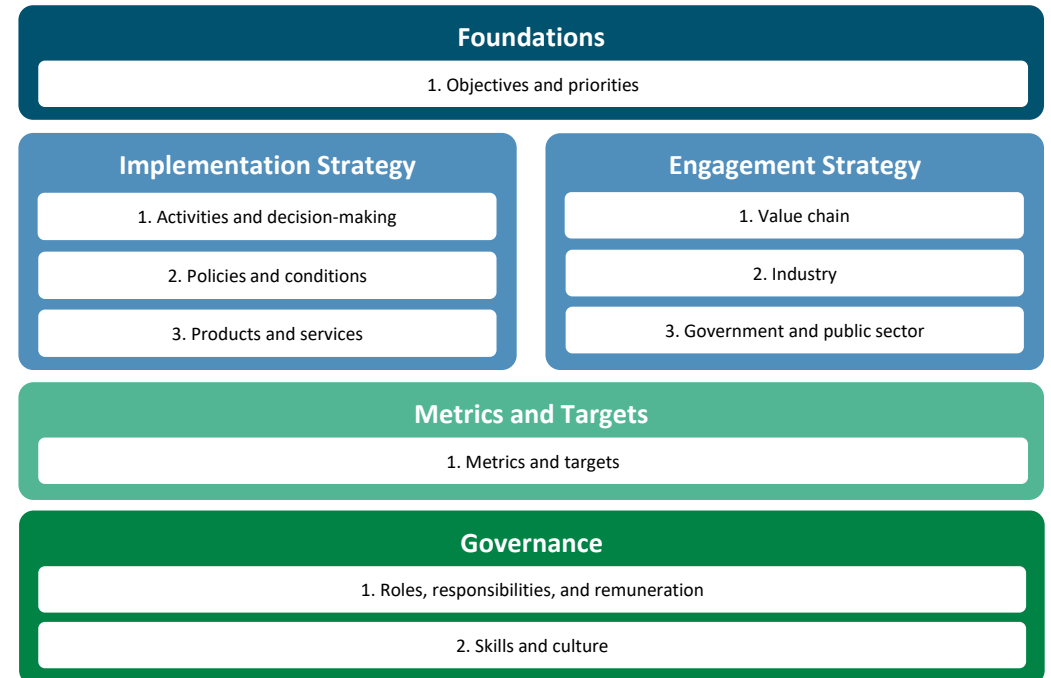 Foundations
1. Objectives and priorities
Implementation Strategy
1. Activities and decision-making
2. Policies and conditions
3. Products and services
Engagement Strategy
1. Value chain
2. Industry
3. Government and public sector
Metrics and Targets
1. Metrics and targets
Governance
1. Roles, responsibilities, and remuneration
2. Skills and culture